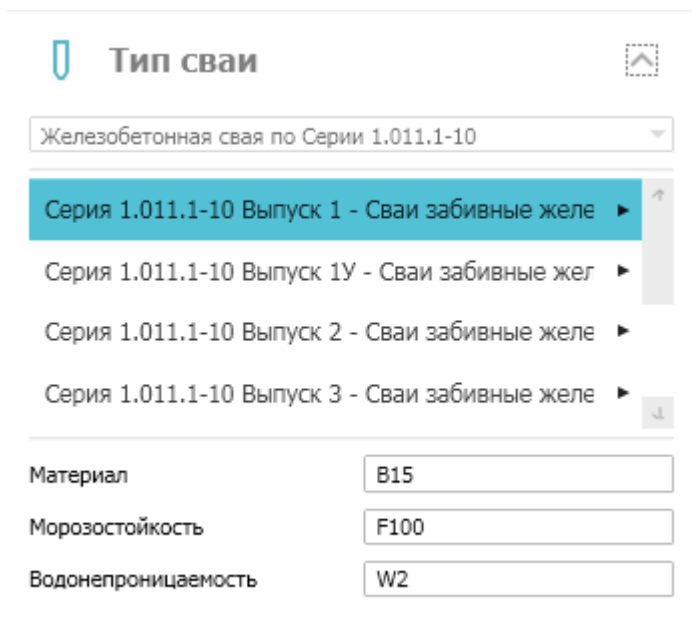 Тип сваи
Железобетонная свая по Серии 1.011.1-10
Серия 1.011.1-10 Выпуск 1 - Сваи забивные желе
Серия 1.011.1-10 Выпуск 1У - Сваи забивные жел
Серия 1.011.1-10 Выпуск 2 - Сваи забивные желе
Серия 1.011.1-10 Выпуск 3 - Сваи забивные желе
Материал B15
Морозостойкость F100
Водонепроницаемость W2